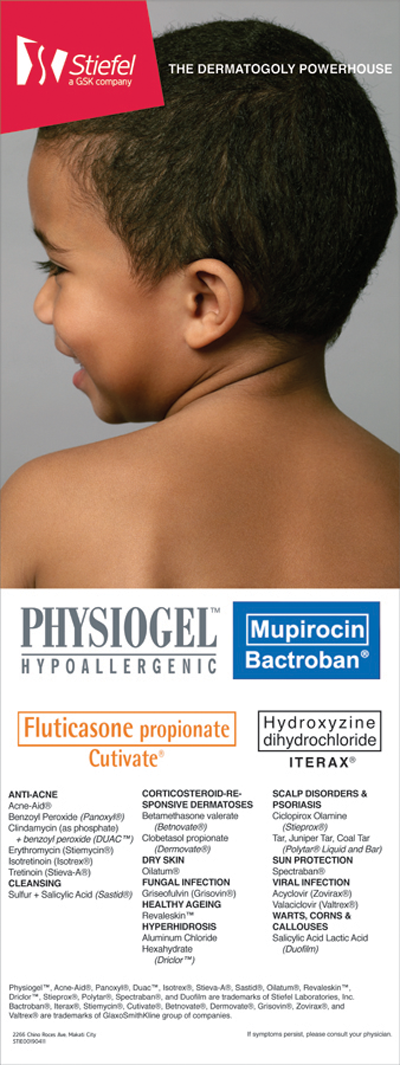 Stiefel
a GSK company
THE DERMATOGOLY POWERHOUSE
PHYSIOGEL™
HYPOALLERGENIC
Mupirocin
Bactroban®
Fluticasone propionate
Cutivate®
Hydroxyzine
dihydrochloride
ITERAX®
ANTI-ACNE
Acne-Aid®
Benzoyl Peroxide (Panoxyl®)
Clindamycin (as phosphate)
+ benzoyl peroxide (DUAC™)
Erythromycin (Stiemycin®)
Isotretinoin (Isotrex®)
Tretinoin (Stieva-A®)
CLEANSING
Sulfur + Salicylic Acid (Sastid®)
CORTICOSTEROID-RE-
SPONSIVE DERMATOSES
Betamethasone valerate
(Betnovate®)
Clobetasol propionate
(Dermovate®)
DRY SKIN
Oilatum®
FUNGAL INFECTION
Griseofulvin (Grisovin®)
HEALTHY AGEING
Revaleskin™
HYPERHIDROSIS
Aluminum Chloride
Hexahydrate
(Driclor™)
SCALP DISORDERS &
PSORIASIS
Ciclopirox Olamine
(Stieprox®)
Tar, Juniper Tar, Coal Tar
(Polytar® Liquid and Bar)
SUN PROTECTION
Spectraban®
VIRAL INFECTION
Acyclovir (Zovirax®)
Valaciclovir (Valtrex®)
WARTS, CORNS &
CALLOUSES
Salicylic Acid Lactic Acid
(Duofilm)
Physiogel™, Acne-Aid®, Panoxyl®, Duac™, Isotrex®, Stieva-A®, Sastid®, Oilatum®, Revaleskin™,
Driclor™, Stieprox®, Polytar®, Spectraban®, and Duofilm are trademarks of Stiefel Laboratories, Inc.
Bactroban®, Iterax®, Stiemycin®, Cutivate®, Betnovate®, Dermovate®, Grisovin®, Zovirax®, and
Valtrex® are trademarks of GlaxoSmithKline group of companies.
2266 Chino Roces Ave. Makati City
STIE00190411
If symptoms persist, please consult your physician.